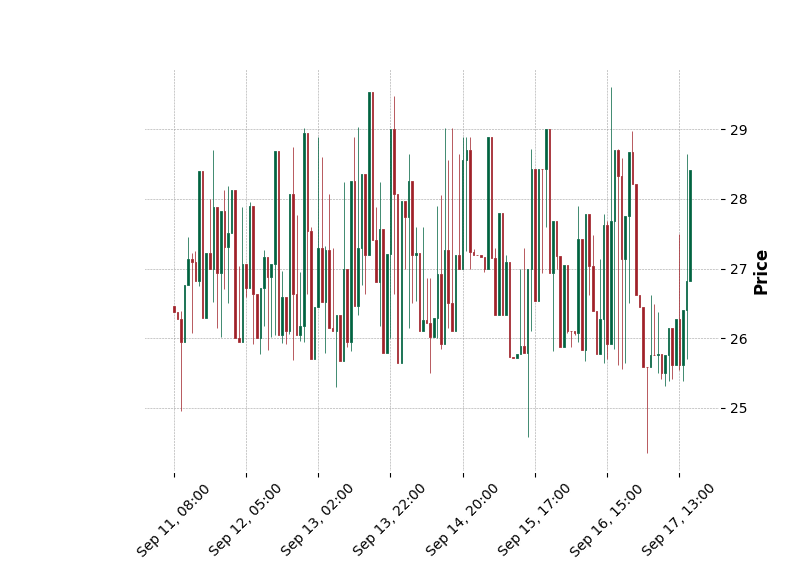 29
28
27
26
25
Price
Sep 11, 08:00
Sep 12, 05:00
Sep 13, 02:00
Sep 13, 22:00
Sep 14, 20:00
Sep 15, 17:00
Sep 16, 15:00
Sep 17, 13:00